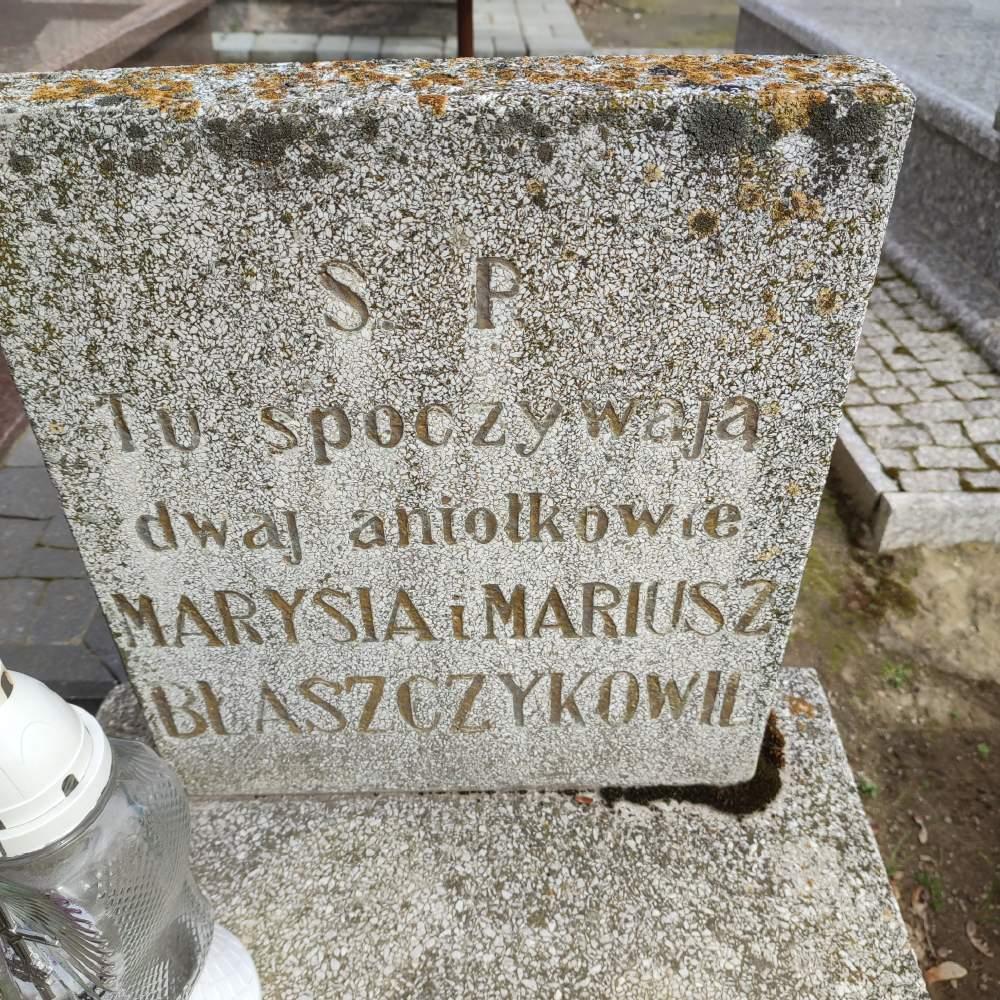 S. P.
Tu spoczywają
dwaj aniołkowie
MARYSIA i MARIUSZ
BŁASZCZYKOWIE